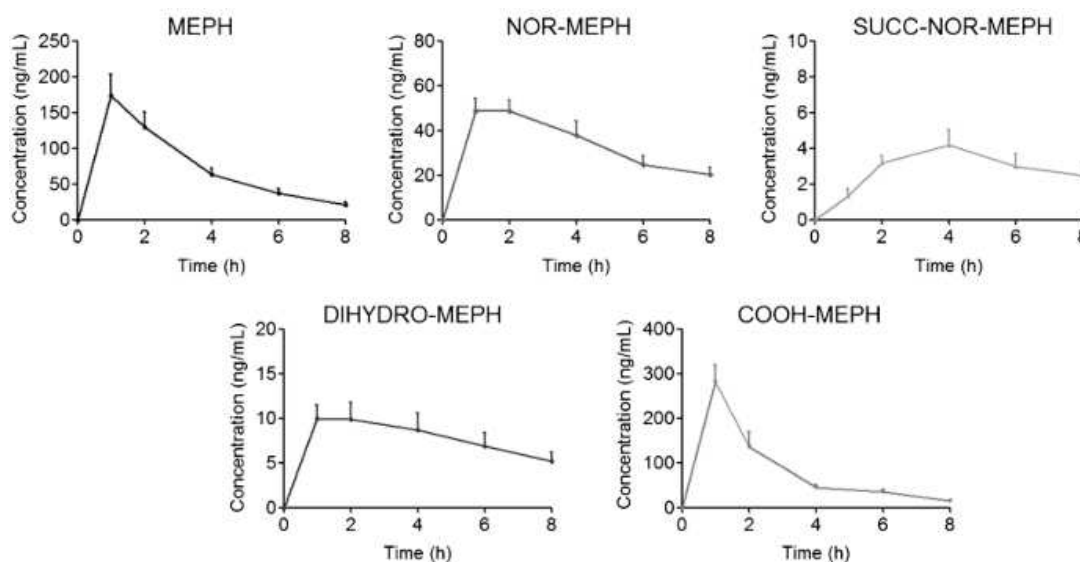 MEPH
NOR-MEPH
SUCC-NOR-MEPH
Concentration (ng/mL)
250
200
150
100
50
0
0 2 4 6 8
Time (h)
Concentration (ng/mL)
80
60
40
20
0
0 2 4 6 8
Time (h)
Concentration (ng/mL)
10
8
6
4
2
0
0 2 4 6 8
Time (h)
DIHYDRO-MEPH
COOH-MEPH
Concentration (ng/mL)
20
15
10
5
0
0 2 4 6 8
Time (h)
Concentration (ng/mL)
400
300
200
100
0
0 2 4 6 8
Time (h)